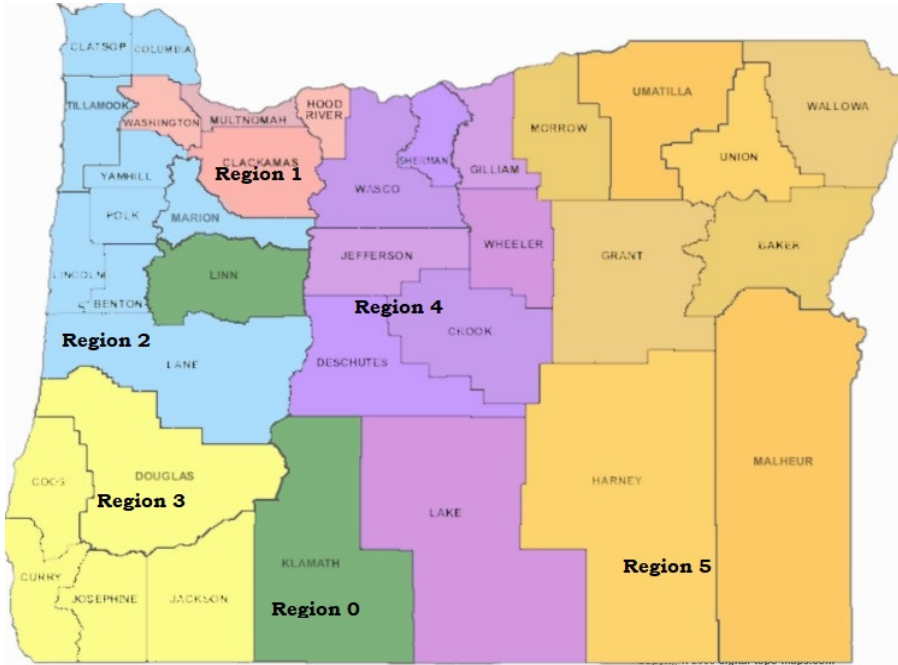 CLATSOP
COLUMBIA
TILLAMOOK
WASHINGTON
MULTNOMAH
HOOD
RIVER
UMATILLA
WALLOWA
MORROW
UNION
CLACKAMAS
Region 1
SHERMAN
GILLIAM
YAMHILL
WASCO
POLK
MARION
BAKER
JEFFERSON
WHEELER
GRANT
LINCOLN
LINN
BENTON
Region 4
Region 2
CROOK
LANE
DESCHUTES
MALHEUR
DOUGLAS
HARNEY
COOS
Region 3
LAKE
KLAMATH
Region 5
CURRY
JOSEPHINE
JACKSON
Region 0